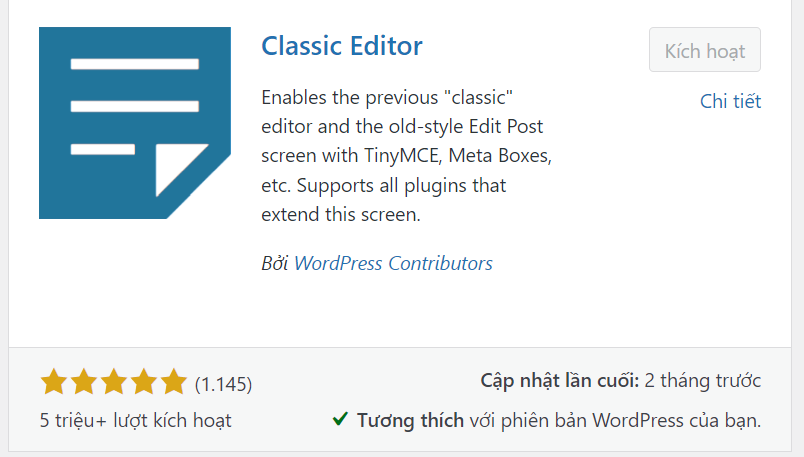 Classic Editor
Kích hoạt
Chi tiết
Enables the previous "classic"
editor and the old-style Edit Post
screen with TinyMCE, Meta Boxes,
etc. Supports all plugins that
extend this screen.
Bởi WordPress Contributors
(1.145)
Cập nhật lần cuối: 2 tháng trước
5 triệu+ lượt kích hoạt
Tương thích với phiên bản WordPress của bạn.